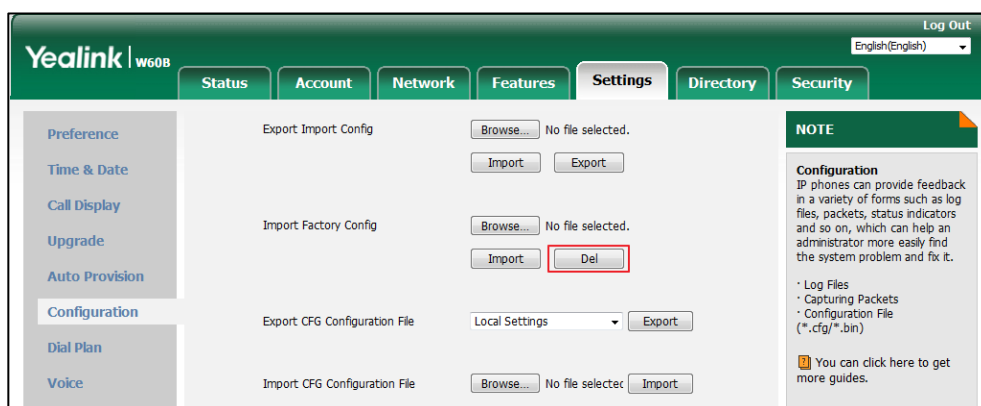 Log Out
English(English)
Yealink W60B
Status Account Network Features Settings Directory Security
Preference
Time & Date
Call Display
Upgrade
Auto Provision
Configuration
Dial Plan
Voice
Export Import Config Browse... No file selected.
Import Export
Import Factory Config Browse... No file selected.
Import Del
Export CFG Configuration File Local Settings Export
Import CFG Configuration File Browse... No file selectec Import
NOTE
Configuration
IP phones can provide feedback
in a variety of forms such as log
files, packets, status indicators
and so on, which can help an
administrator more easily find
the system problem and fix it.
· Log Files
· Capturing Packets
· Configuration File
(*.cfg/*.bin)
You can click here to get
more guides.